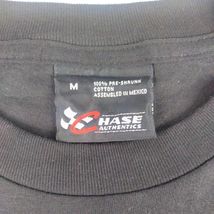 M
100% PRE-SHRUNK
COTTON
ASSEMBLED IN MEXICO
CHASE
AUTHENTICS